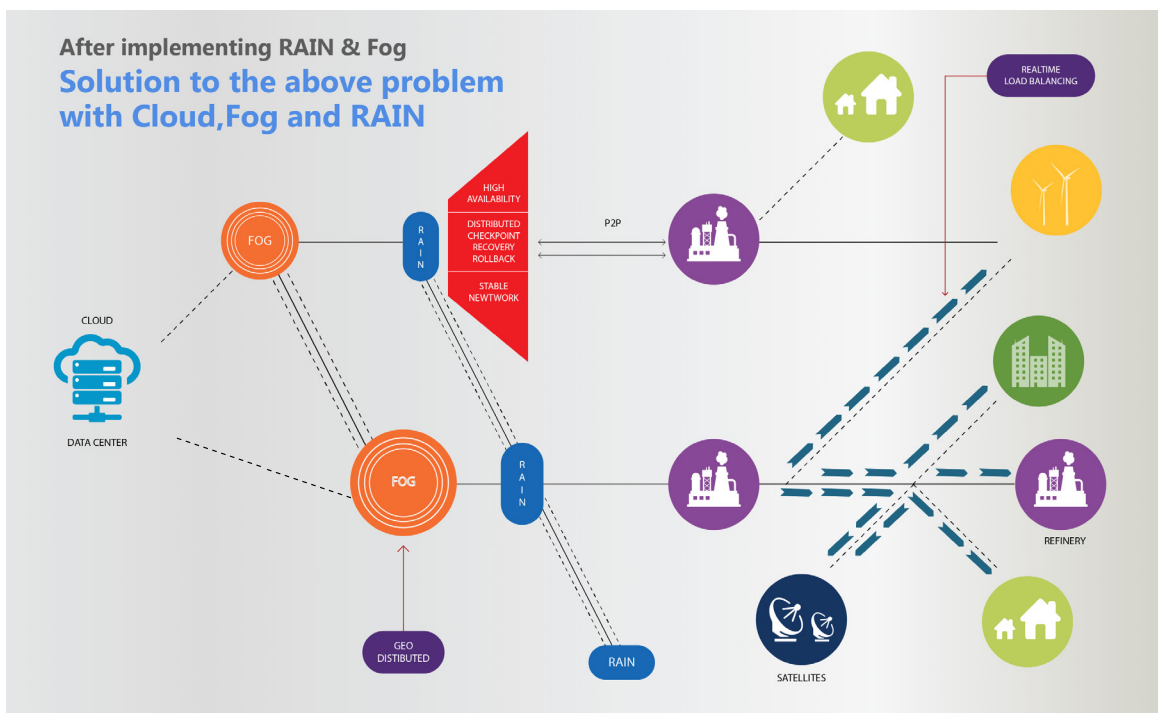 After implementing RAIN & Fog
Solution to the above problem
with Cloud,Fog and RAIN
REALTIME
LOAD BALANCING
HIGH
AVAILABILITY
DISTRIBUTED
CHECKPOINT
RECOVERY
ROLLBACK
STABLE
NEWTWORK
P2P
FOG
R
A
I
N
CLOUD
DATA CENTER
FOG
R
A
I
N
REFINERY
GEO
DISTIBUTED
RAIN
SATELLITES